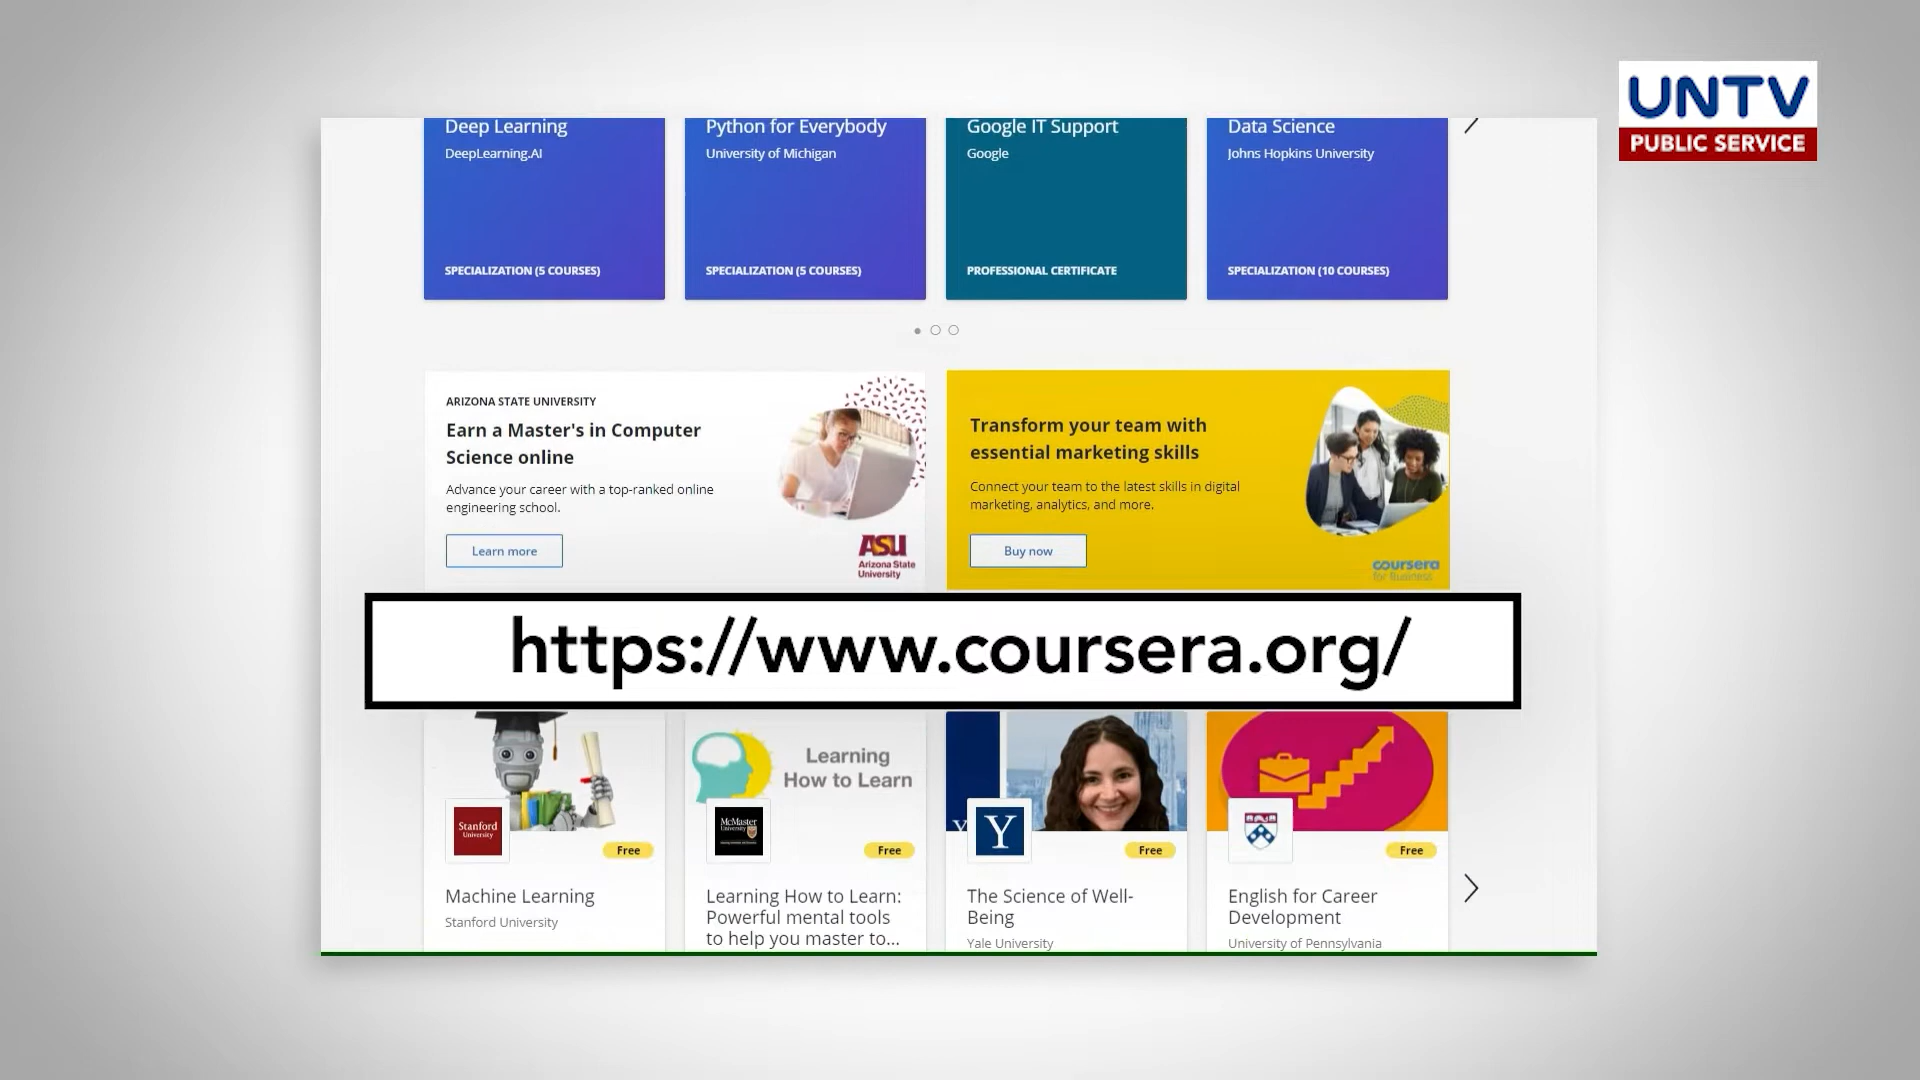 UNTV
PUBLIC SERVICE
Deep Learning
DeepLearning.AI
SPECIALIZATION (5 COURSES)
Python for Everybody
University of Michigan
SPECIALIZATION (5 COURSES)
Google IT Support
Google
PROFESSIONAL CERTIFICATE
Data Science
Johns Hopkins University
SPECIALIZATION (10 COURSES)
ARIZONA STATE UNIVERSITY
Earn a Master's in Computer
Science online
Advance your career with a top-ranked online
engineering school.
Learn more
ASU
Arizona State
University
Transform your team with
essential marketing skills
Connect your team to the latest skills in digital
marketing, analytics, and more.
Buy now
coursera
for Business
https://www.coursera.org/
Stanford
University
Free
Machine Learning
Stanford University
Learning
How to Learn
McMaster
University
Free
Learning How to Learn:
Powerful mental tools
to help you master to...
Y
Y
Free
The Science of Well-
Being
Yale University
Free
English for Career
Development
University of Pennsylvania